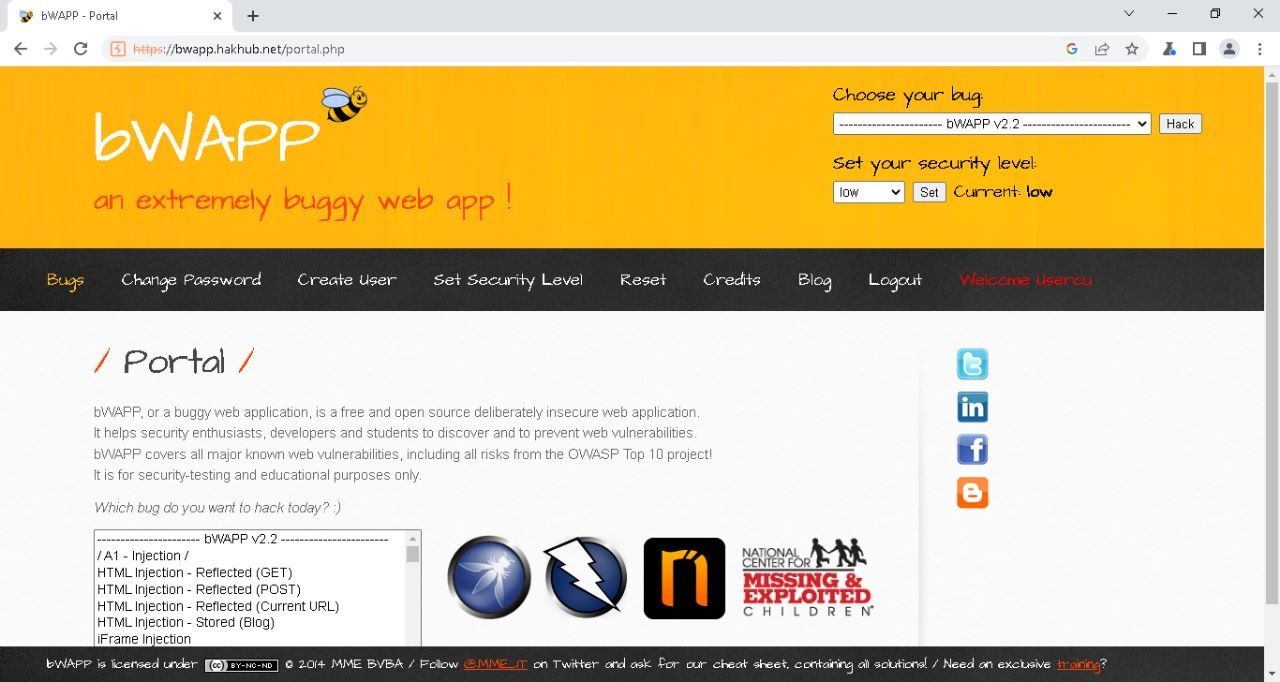 bWAPP - Portal
https://bwapp.hakhub.net/portal.php
bWAPP
an extremely buggy web app !
Choose your bug:
---------------------- bWAPP v2.2 -----------------------
Hack
Set your security level:
low
Set
Current: low
Bugs
Change Password
Create User
Set Security Level
Reset
Credits
Blog
Logout
Welcome Usercu
/ Portal /
bWAPP, or a buggy web application, is a free and open source deliberately insecure web application.
It helps security enthusiasts, developers and students to discover and to prevent web vulnerabilities.
bWAPP covers all major known web vulnerabilities, including all risks from the OWASP Top 10 project!
It is for security-testing and educational purposes only.
Which bug do you want to hack today? :)
---------------------- bWAPP v2.2 -----------------------
/ A1 - Injection /
HTML Injection - Reflected (GET)
HTML Injection - Reflected (POST)
HTML Injection - Reflected (Current URL)
HTML Injection - Stored (Blog)
iFrame Injection
NATIONAL
CENTER FOR
MISSING &
EXPLOITED
CHILDREN
bWAPP is licensed under (cc) BY-NC-ND © 2014 MME BVBA / Follow @MME_IT on Twitter and ask for our cheat sheet, containing all solutions! / Need an exclusive training?